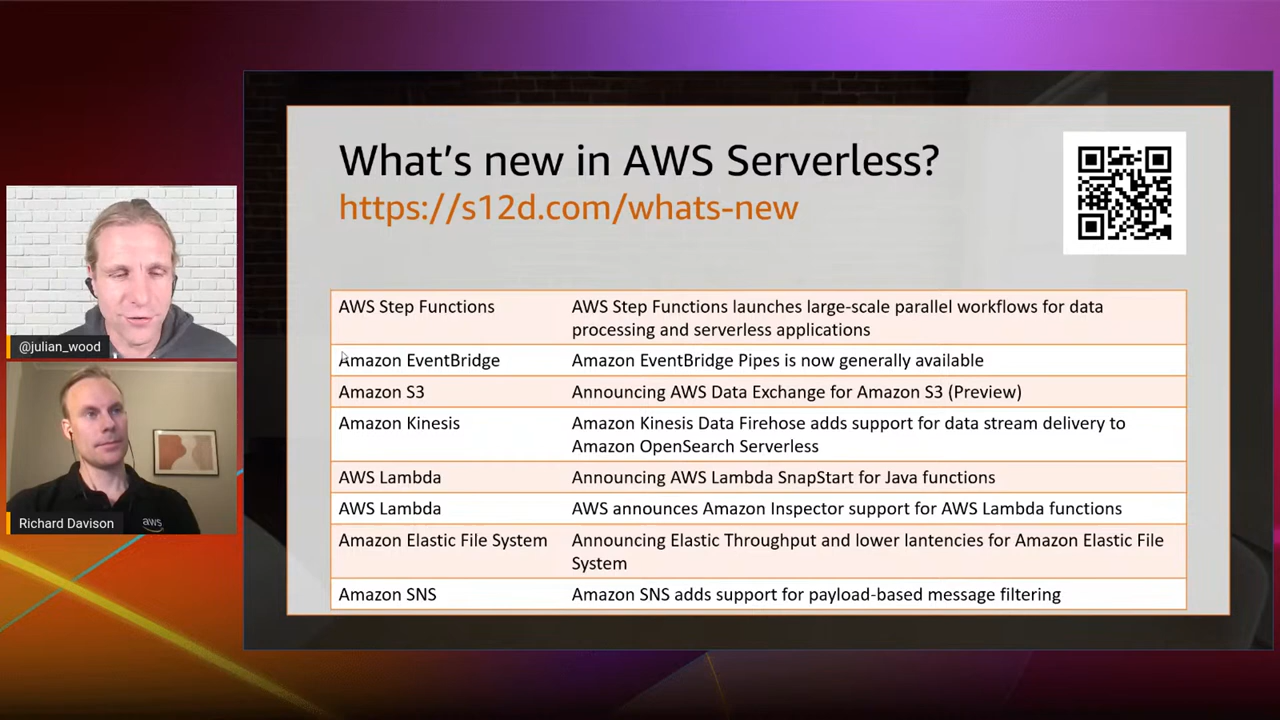 What's new in AWS Serverless?
https://s12d.com/whats-new
AWS Step Functions
AWS Step Functions launches large-scale parallel workflows for data
processing and serverless applications
Amazon EventBridge
Amazon EventBridge Pipes is now generally available
Amazon S3
Announcing AWS Data Exchange for Amazon S3 (Preview)
Amazon Kinesis
Amazon Kinesis Data Firehose adds support for data stream delivery to
Amazon OpenSearch Serverless
AWS Lambda
Announcing AWS Lambda SnapStart for Java functions
AWS Lambda
AWS announces Amazon Inspector support for AWS Lambda functions
Amazon Elastic File System
Announcing Elastic Throughput and lower lantencies for Amazon Elastic File
System
Amazon SNS
Amazon SNS adds support for payload-based message filtering
@julian_wood
Richard Davison
aws